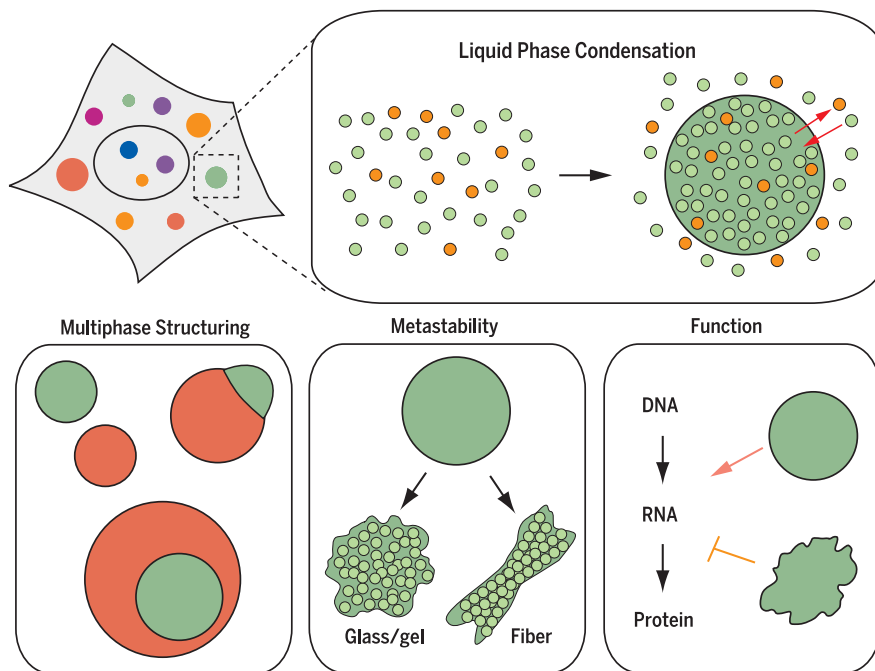 Liquid Phase Condensation
Multiphase Structuring
Metastability
Function
Glass/gel
Fiber
DNA
RNA
Protein